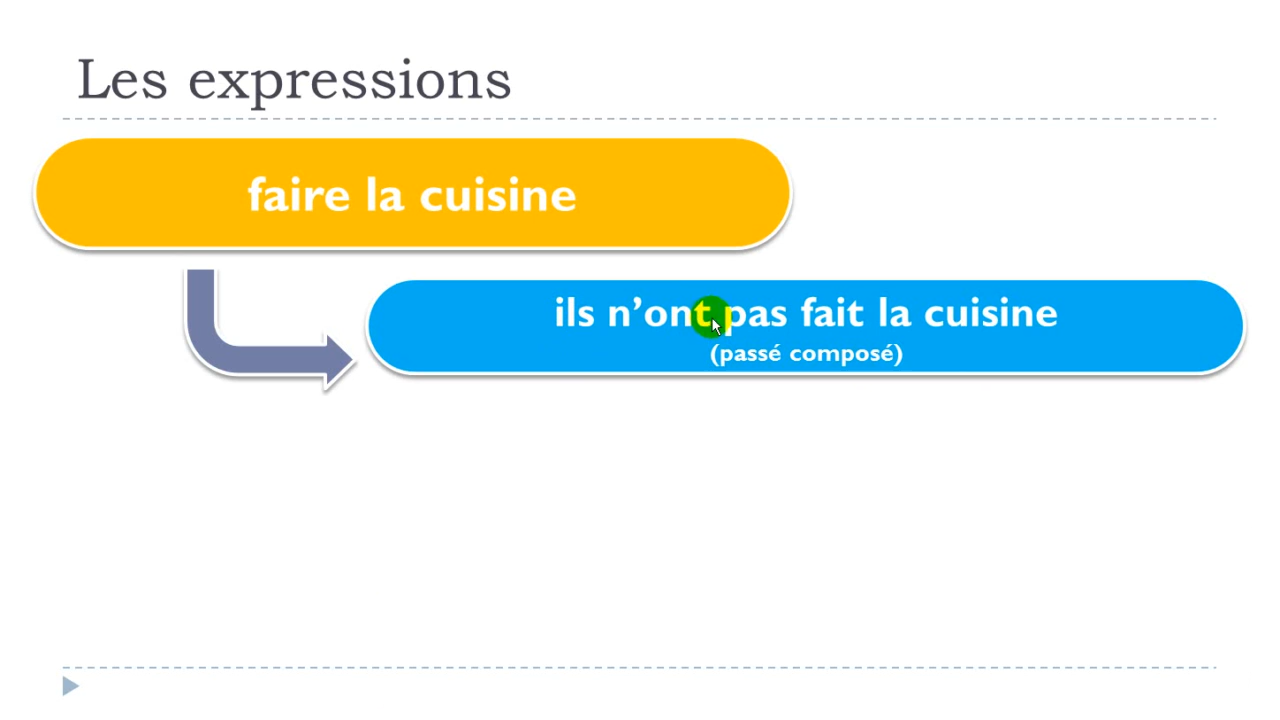 Les expressions
faire la cuisine
ils n’ont pas fait la cuisine
(passé composé)